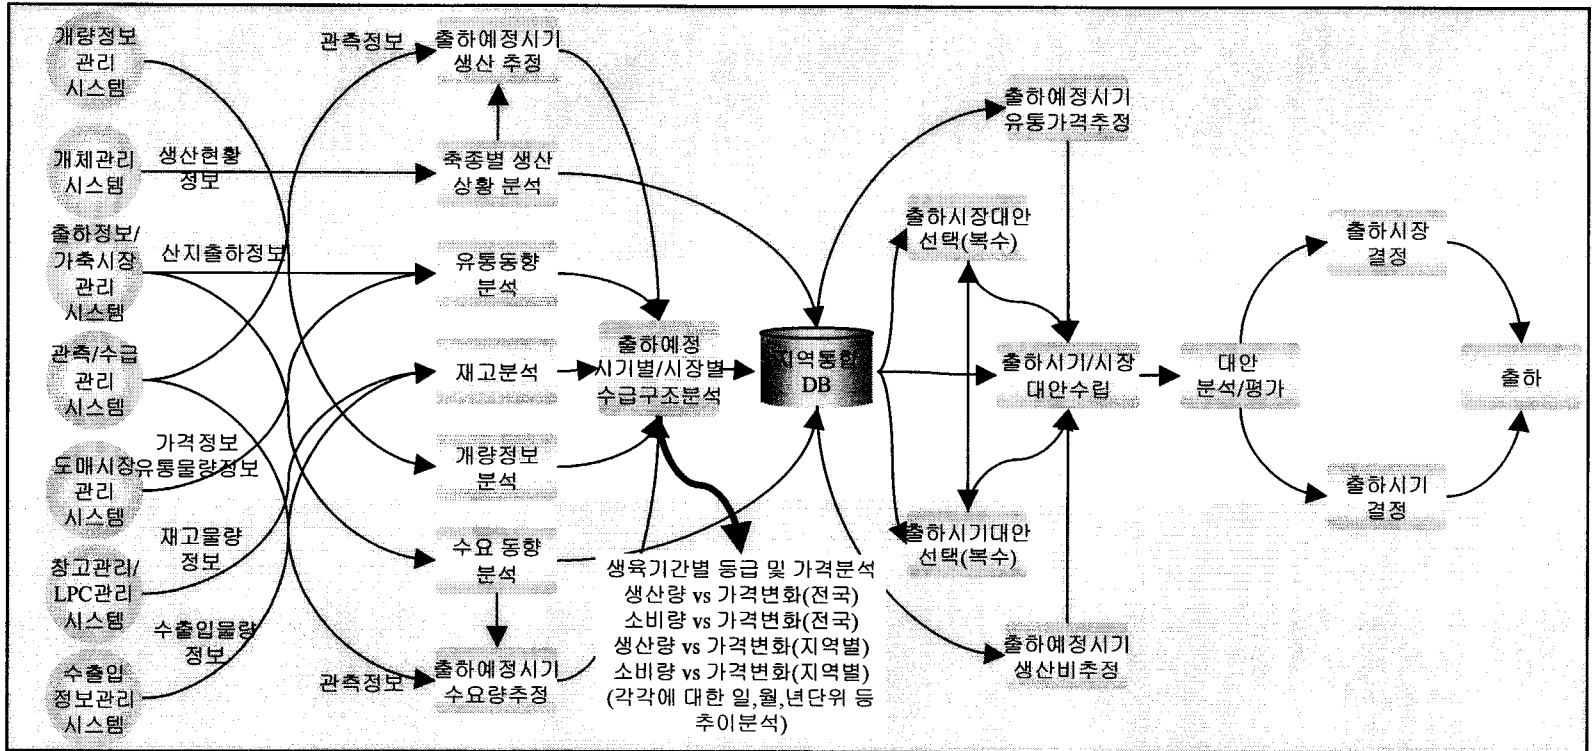 개량정보
관리
시스템
개체관리
시스템
출하정보/
가축시장
관리
시스템
관측/수급
관리
시스템
도매시장
관리
시스템
창고관리/
LPC관리
시스템
수출입
정보관리
시스템
관측정보
생산현황
정보
산지출하정보
가격정보
유통물량정보
재고물량
정보
수출입물량
정보
관측정보
출하예정시기
생산 추정
축종별 생산
상황 분석
유통동향
분석
재고분석
개량정보
분석
수요 동향
분석
출하예정시기
수요량추정
출하예정
시기별/시장별
수급구조분석
생육기간별 등급 및 가격분석
생산량 vs 가격변화(전국)
소비량 vs 가격변화(전국)
생산량 vs 가격변화(지역별)
소비량 vs 가격변화(지역별)
(각각에 대한 일,월,년단위 등
추이분석)
지역통합
DB
출하예정시기
유통가격추정
출하시장대안
선택(복수)
출하시기/시장
대안수립
출하시기대안
선택(복수)
출하예정시기
생산비추정
대안
분석/평가
출하시장
결정
출하시기
결정
출하